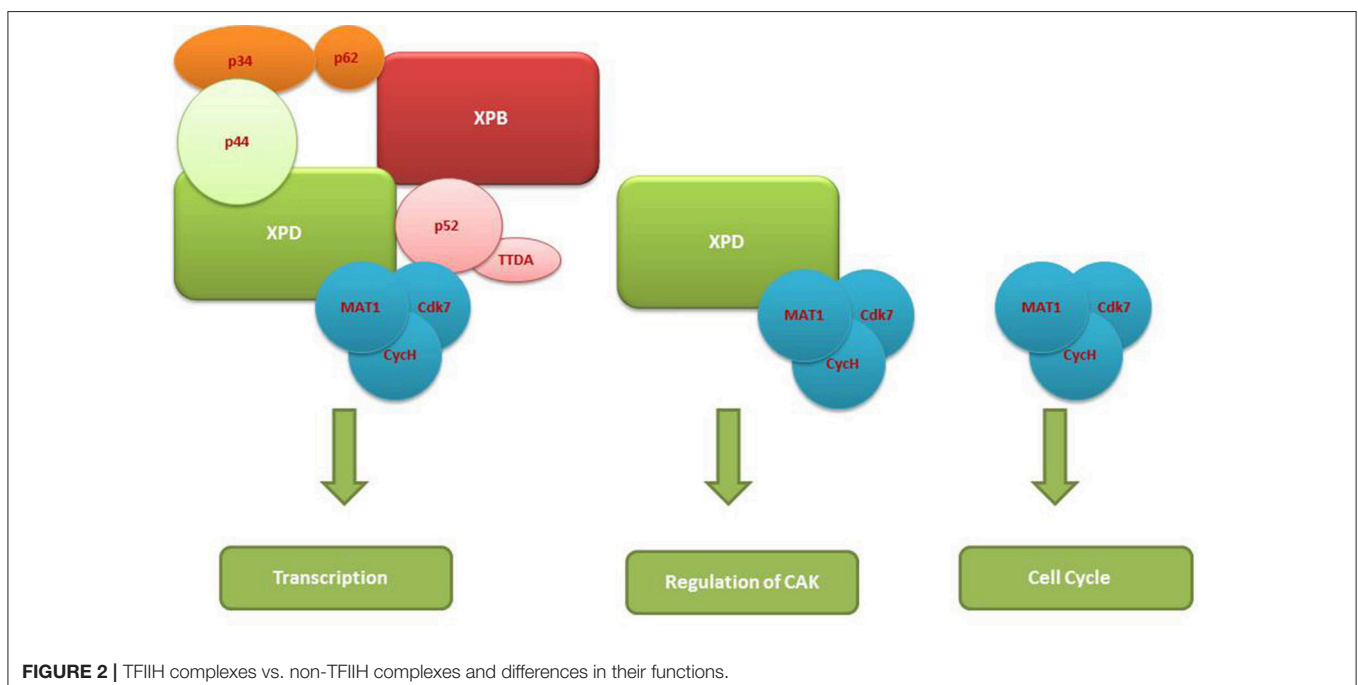 p34
p62
XPB
p44
XPD
p52
TTDA
MAT1
Cdk7
CycH
XPD
MAT1
Cdk7
CycH
MAT1
Cdk7
CycH
Transcription
Regulation of CAK
Cell Cycle
FIGURE 2 | TFIIH complexes vs. non-TFIIH complexes and differences in their functions.